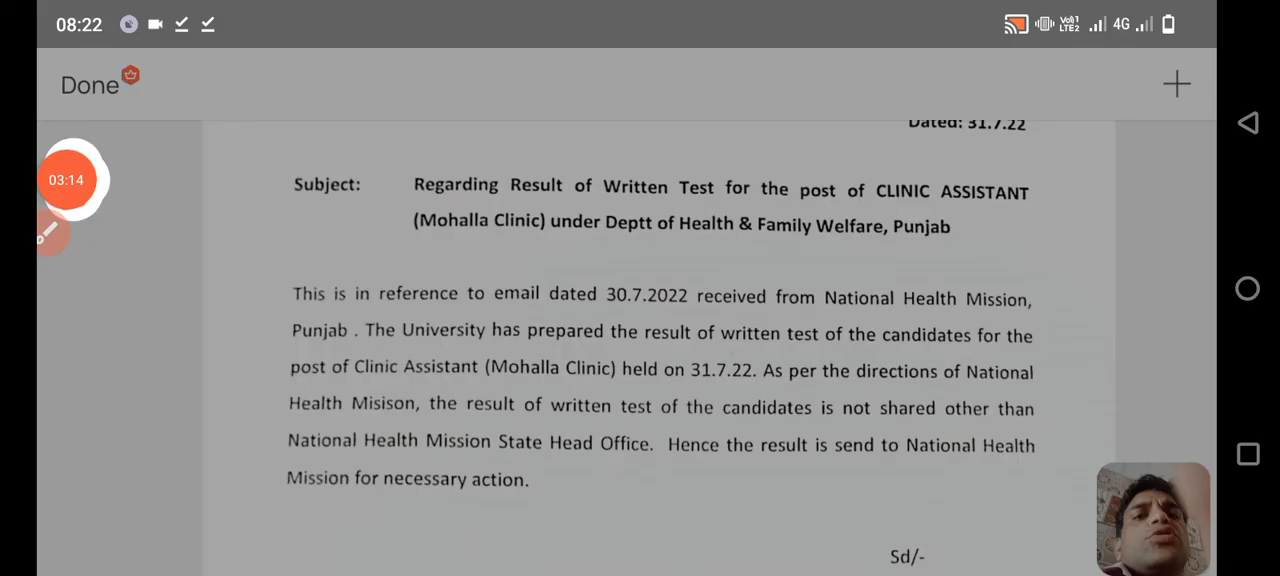 08:22
Vol) 1
LTE2
4G
Done
03:14
Dated: 31.7.22
Subject: Regarding Result of Written Test for the post of CLINIC ASSISTANT
(Mohalla Clinic) under Deptt of Health & Family Welfare, Punjab
This is in reference to email dated 30.7.2022 received from National Health Mission,
Punjab . The University has prepared the result of written test of the candidates for the
post of Clinic Assistant (Mohalla Clinic) held on 31.7.22. As per the directions of National
Health Misison, the result of written test of the candidates is not shared other than
National Health Mission State Head Office. Hence the result is send to National Health
Mission for necessary action.
Sd/-